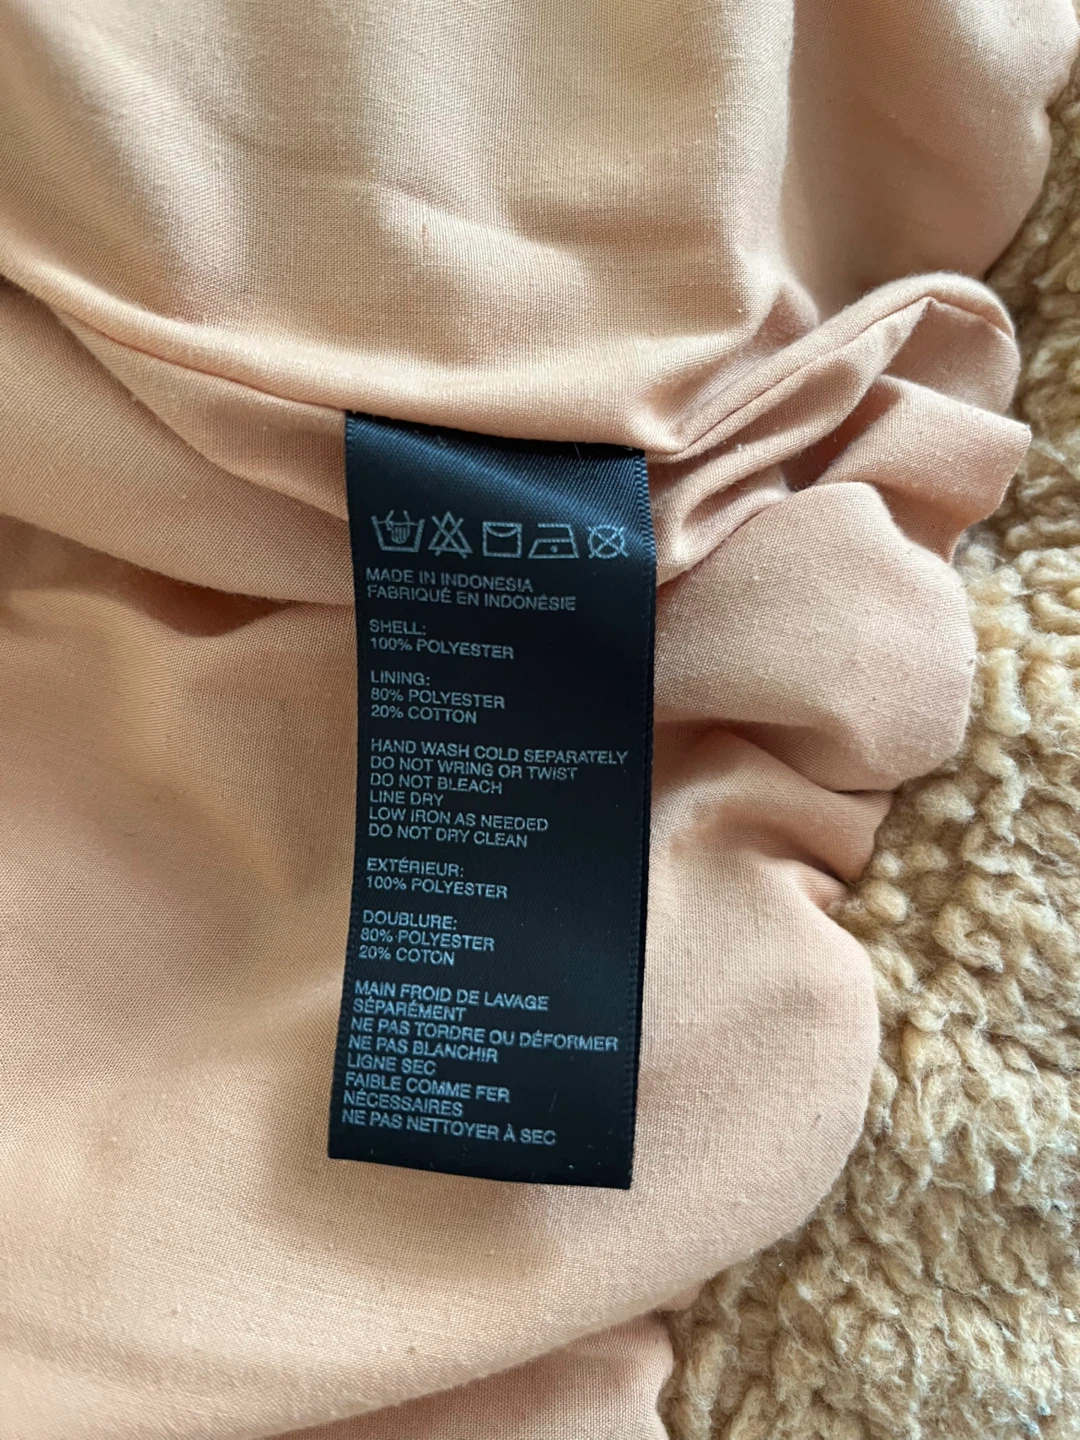 MADE IN INDONESIA
FABRIQUÉ EN INDONÉSIE
SHELL:
100% POLYESTER
LINING:
80% POLYESTER
20% COTTON
HAND WASH COLD SEPARATELY
DO NOT WRING OR TWIST
DO NOT BLEACH
LINE DRY
LOW IRON AS NEEDED
DO NOT DRY CLEAN
EXTÉRIEUR:
100% POLYESTER
DOUBLURE:
80% POLYESTER
20% COTON
MAIN FROID DE LAVAGE
SÉPARÉMENT
NE PAS TORDRE OU DÉFORMER
NE PAS BLANCHIR
LIGNE SEC
FAIBLE COMME FER
NÉCESSAIRES
NE PAS NETTOYER À SEC